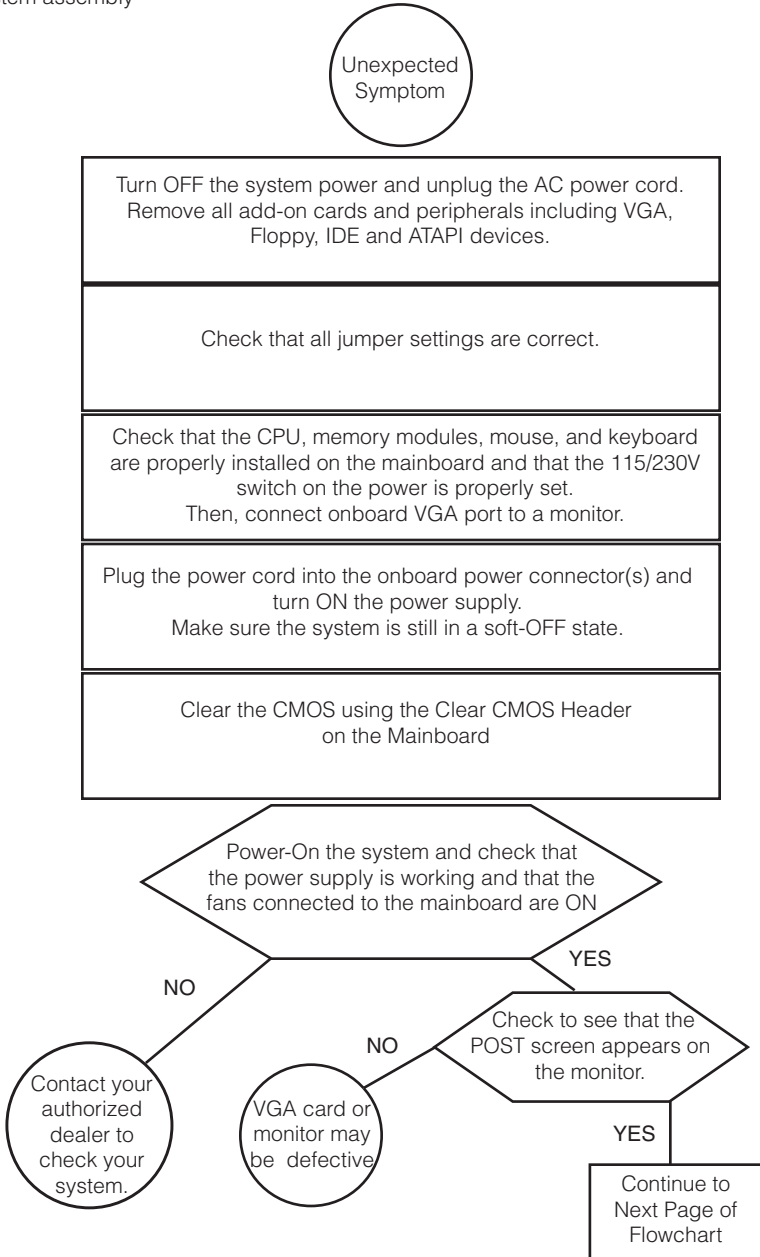 assembly
Unexpected
Symptom
Turn OFF the system power and unplug the AC power cord.
Remove all add-on cards and peripherals including VGA,
Floppy, IDE and ATAPI devices.
Check that all jumper settings are correct.
Check that the CPU, memory modules, mouse, and keyboard
are properly installed on the mainboard and that the 115/230V
switch on the power is properly set.
Then, connect onboard VGA port to a monitor.
Plug the power cord into the onboard power connector(s) and
turn ON the power supply.
Make sure the system is still in a soft-OFF state.
Clear the CMOS using the Clear CMOS Header
on the Mainboard
Power-On the system and check that
the power supply is working and that the
fans connected to the mainboard are ON
NO
YES
Check to see that the
POST screen appears on
the monitor.
NO
YES
Contact your
authorized
dealer to
check your
system.
VGA card or
monitor may
be defective
Continue to
Next Page of
Flowchart